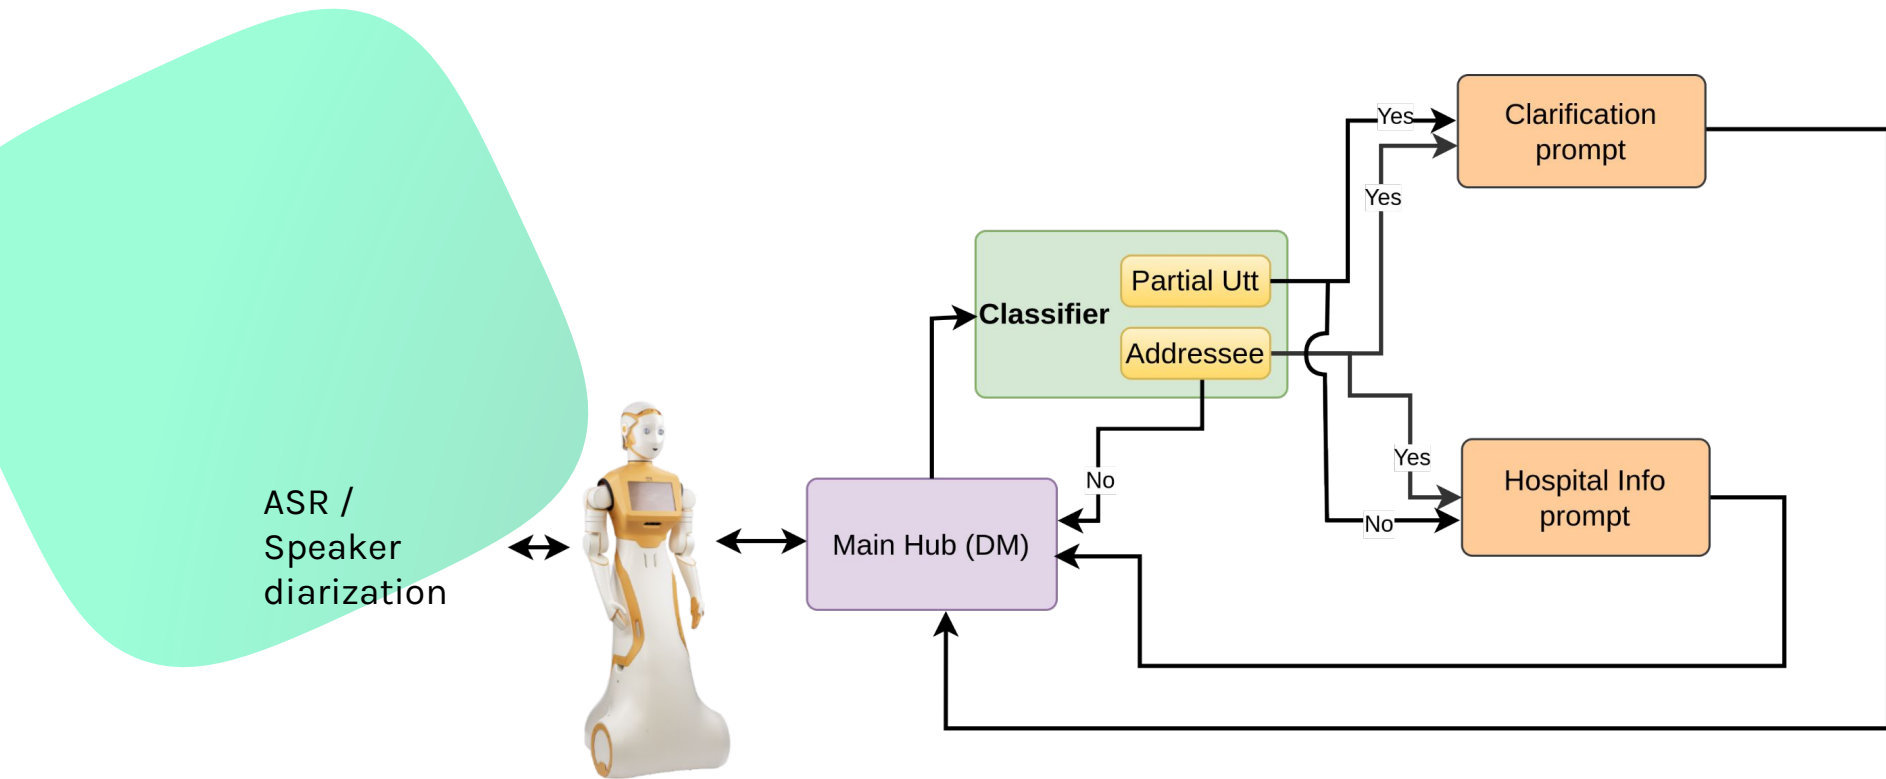 ASR /
Speaker
diarization
Main Hub (DM)
Classifier
Partial Utt
Addressee
No
Yes
Yes
Yes
No
Clarification
prompt
Hospital Info
prompt